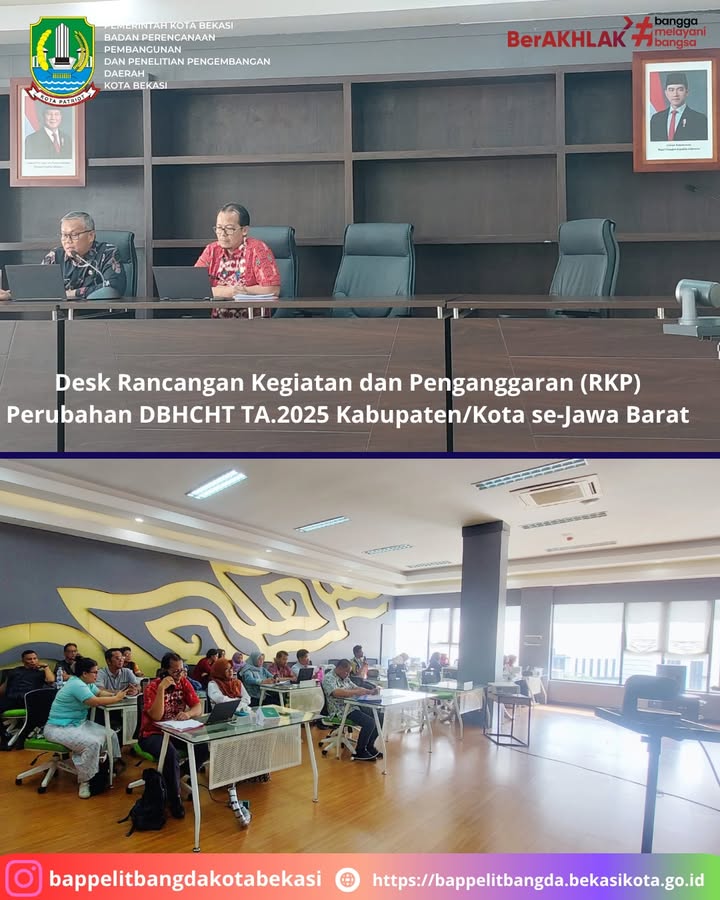 PEMERINTAH KOTA BEKASI
BADAN PERENCANAAN
PEMBANGUNAN
DAN PENELITIAN PENGEMBANGAN
DAERAH
KOTA BEKASI
KOTA PATRIOT
BerAKHLAK
#bangga
melayani
bangsa
Desk Rancangan Kegiatan dan Penganggaran (RKP)
Perubahan DBHCHT TA.2025 Kabupaten/Kota se-Jawa Barat
bappelitbangdakotabekasi
https://bappelitbangda.bekasikota.go.id